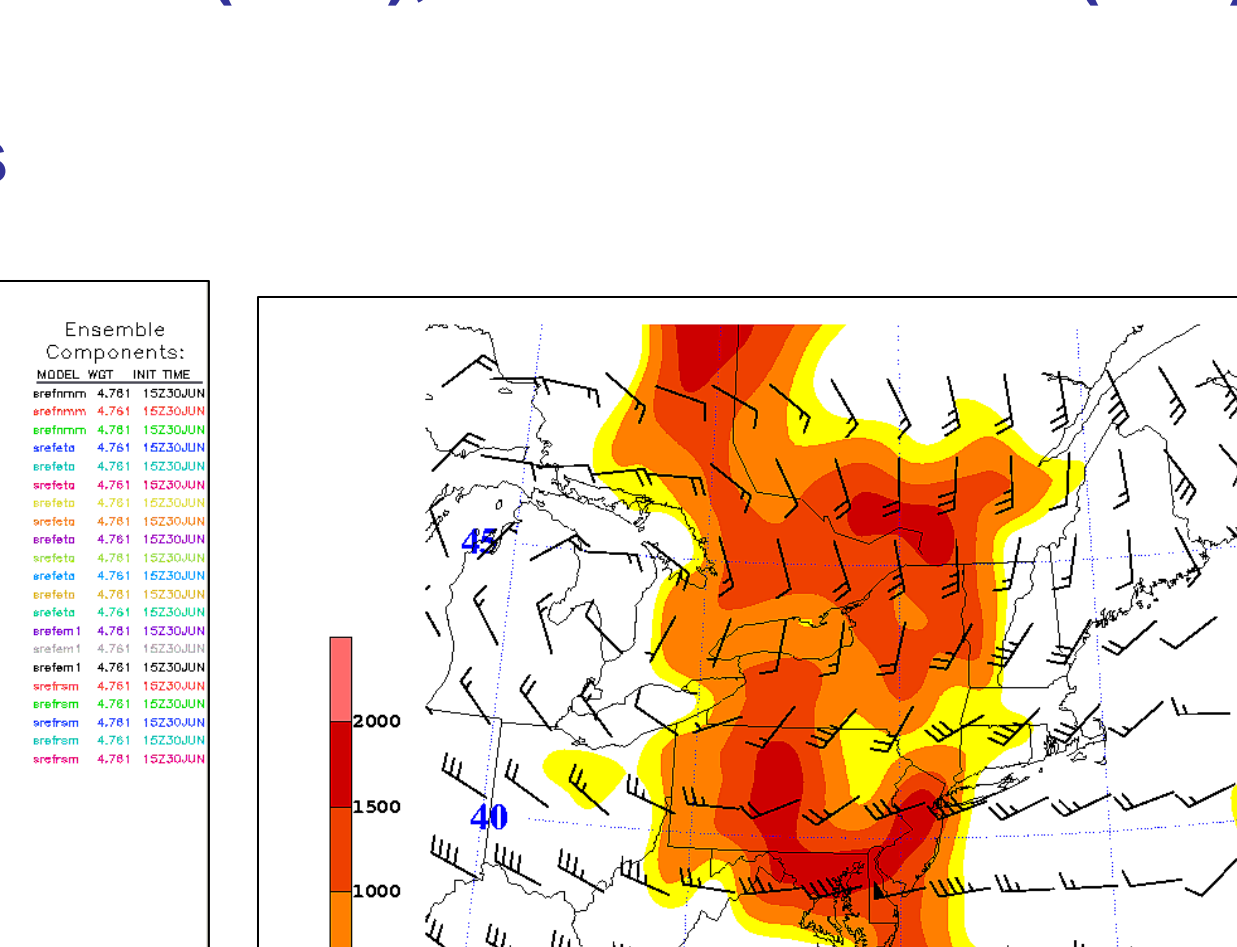 s
Ensemble
Components:
MODEL WGT INIT TIME
srefnmm 4.761 15Z30JUN
srefnmm 4.761 15Z30JUN
srefnmm 4.761 15Z30JUN
srefeta 4.761 15Z30JUN
srefeta 4.761 15Z30JUN
srefeta 4.761 15Z30JUN
srefeta 4.761 15Z30JUN
srefeta 4.761 15Z30JUN
srefeta 4.761 15Z30JUN
srefeta 4.761 15Z30JUN
srefeta 4.761 15Z30JUN
srefeta 4.761 15Z30JUN
srefeta 4.761 15Z30JUN
srefem1 4.761 15Z30JUN
srefem1 4.761 15Z30JUN
srefem1 4.761 15Z30JUN
srefrsm 4.761 15Z30JUN
srefrsm 4.761 15Z30JUN
srefrsm 4.761 15Z30JUN
srefrsm 4.761 15Z30JUN
srefrsm 4.761 15Z30JUN
45
40
2000
1500
1000